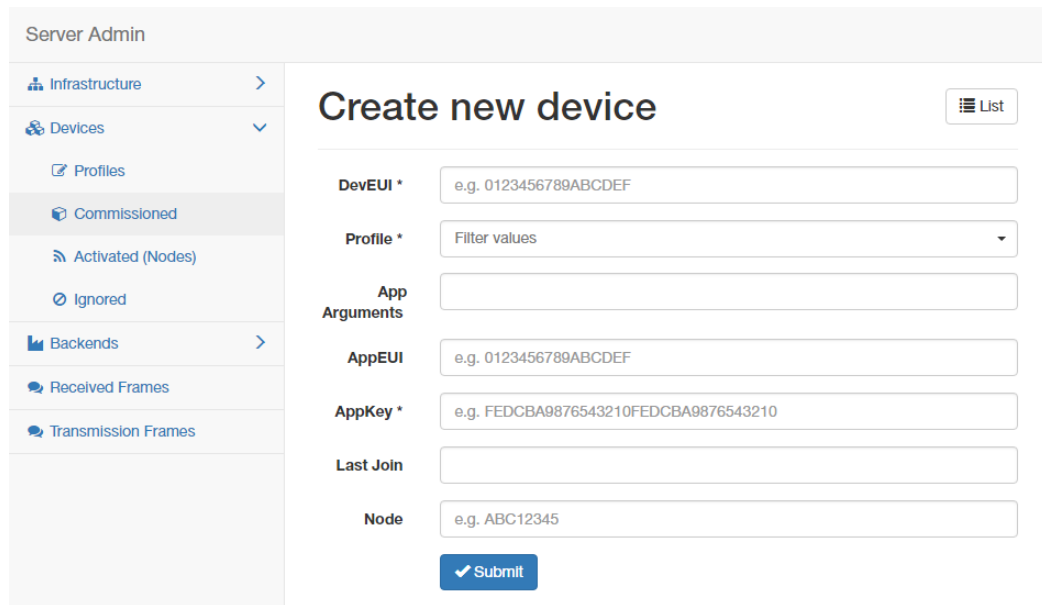 Server Admin
Infrastructure
Devices
Profiles
Commissioned
Activated (Nodes)
Ignored
Backends
Received Frames
Transmission Frames
Create new device
List
DevEUI *
e.g. 0123456789ABCDEF
Profile *
Filter values
App
Arguments
AppEUI
e.g. 0123456789ABCDEF
AppKey *
e.g. FEDCBA9876543210FEDCBA9876543210
Last Join
Node
e.g. ABC12345
Submit